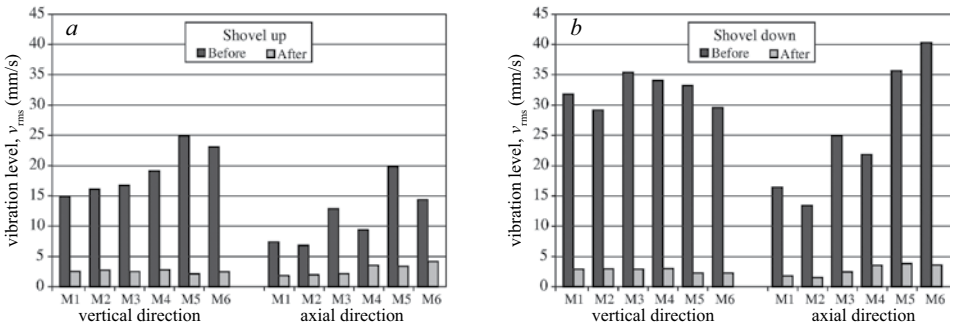 a
Shovel up
Before After
vibration level, vrms (mm/s)
45
40
35
30
25
20
15
10
5
0
M1 M2 M3 M4 M5 M6 M1 M2 M3 M4 M5 M6
vertical direction axial direction
b
Shovel down
Before After
vibration level, vrms (mm/s)
45
40
35
30
25
20
15
10
5
0
M1 M2 M3 M4 M5 M6 M1 M2 M3 M4 M5 M6
vertical direction axial direction